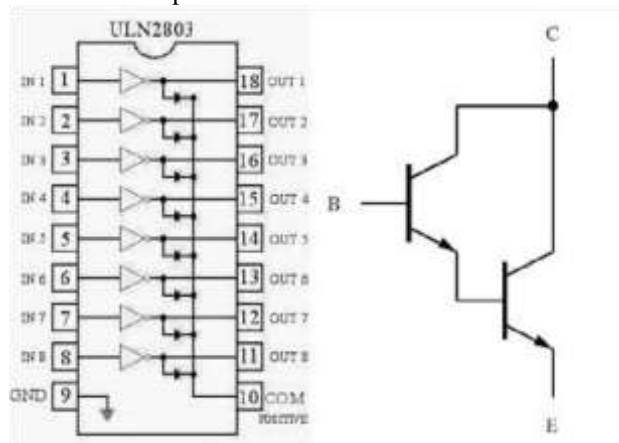 ULN2803
IN 1 1 18 OUT 1
IN 2 2 17 OUT 2
IN 3 3 16 OUT 3
IN 4 4 15 OUT 4
IN 5 5 14 OUT 5
IN 6 6 13 OUT 6
IN 7 7 12 OUT 7
IN 8 8 11 OUT 8
GND 9 10 COM
POSITIVE
C
B
E